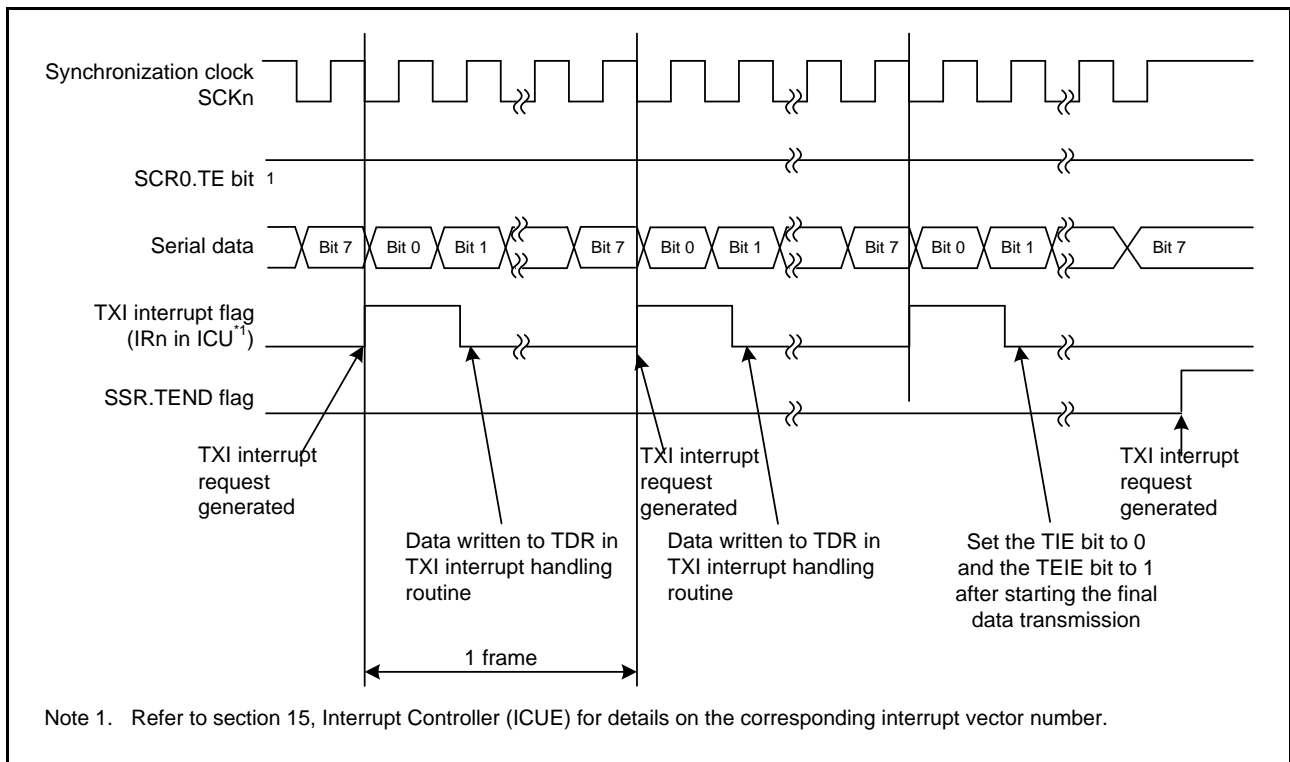 Synchronization clock
SCKn
SCR0.TE bit 1
Serial data
Bit 7 Bit 0 Bit 1 Bit 7 Bit 0 Bit 1 Bit 7 Bit 0 Bit 1 Bit 7
TXI interrupt flag
(IRn in ICU*1)
SSR.TEND flag
TXI interrupt
request
generated
Data written to TDR in
TXI interrupt handling
routine
TXI interrupt
request
generated
Data written to TDR in
TXI interrupt handling
routine
Set the TIE bit to 0
and the TEIE bit to 1
after starting the final
data transmission
TXI interrupt
request
generated
1 frame
Note 1. Refer to section 15, Interrupt Controller (ICUE) for details on the corresponding interrupt vector number.